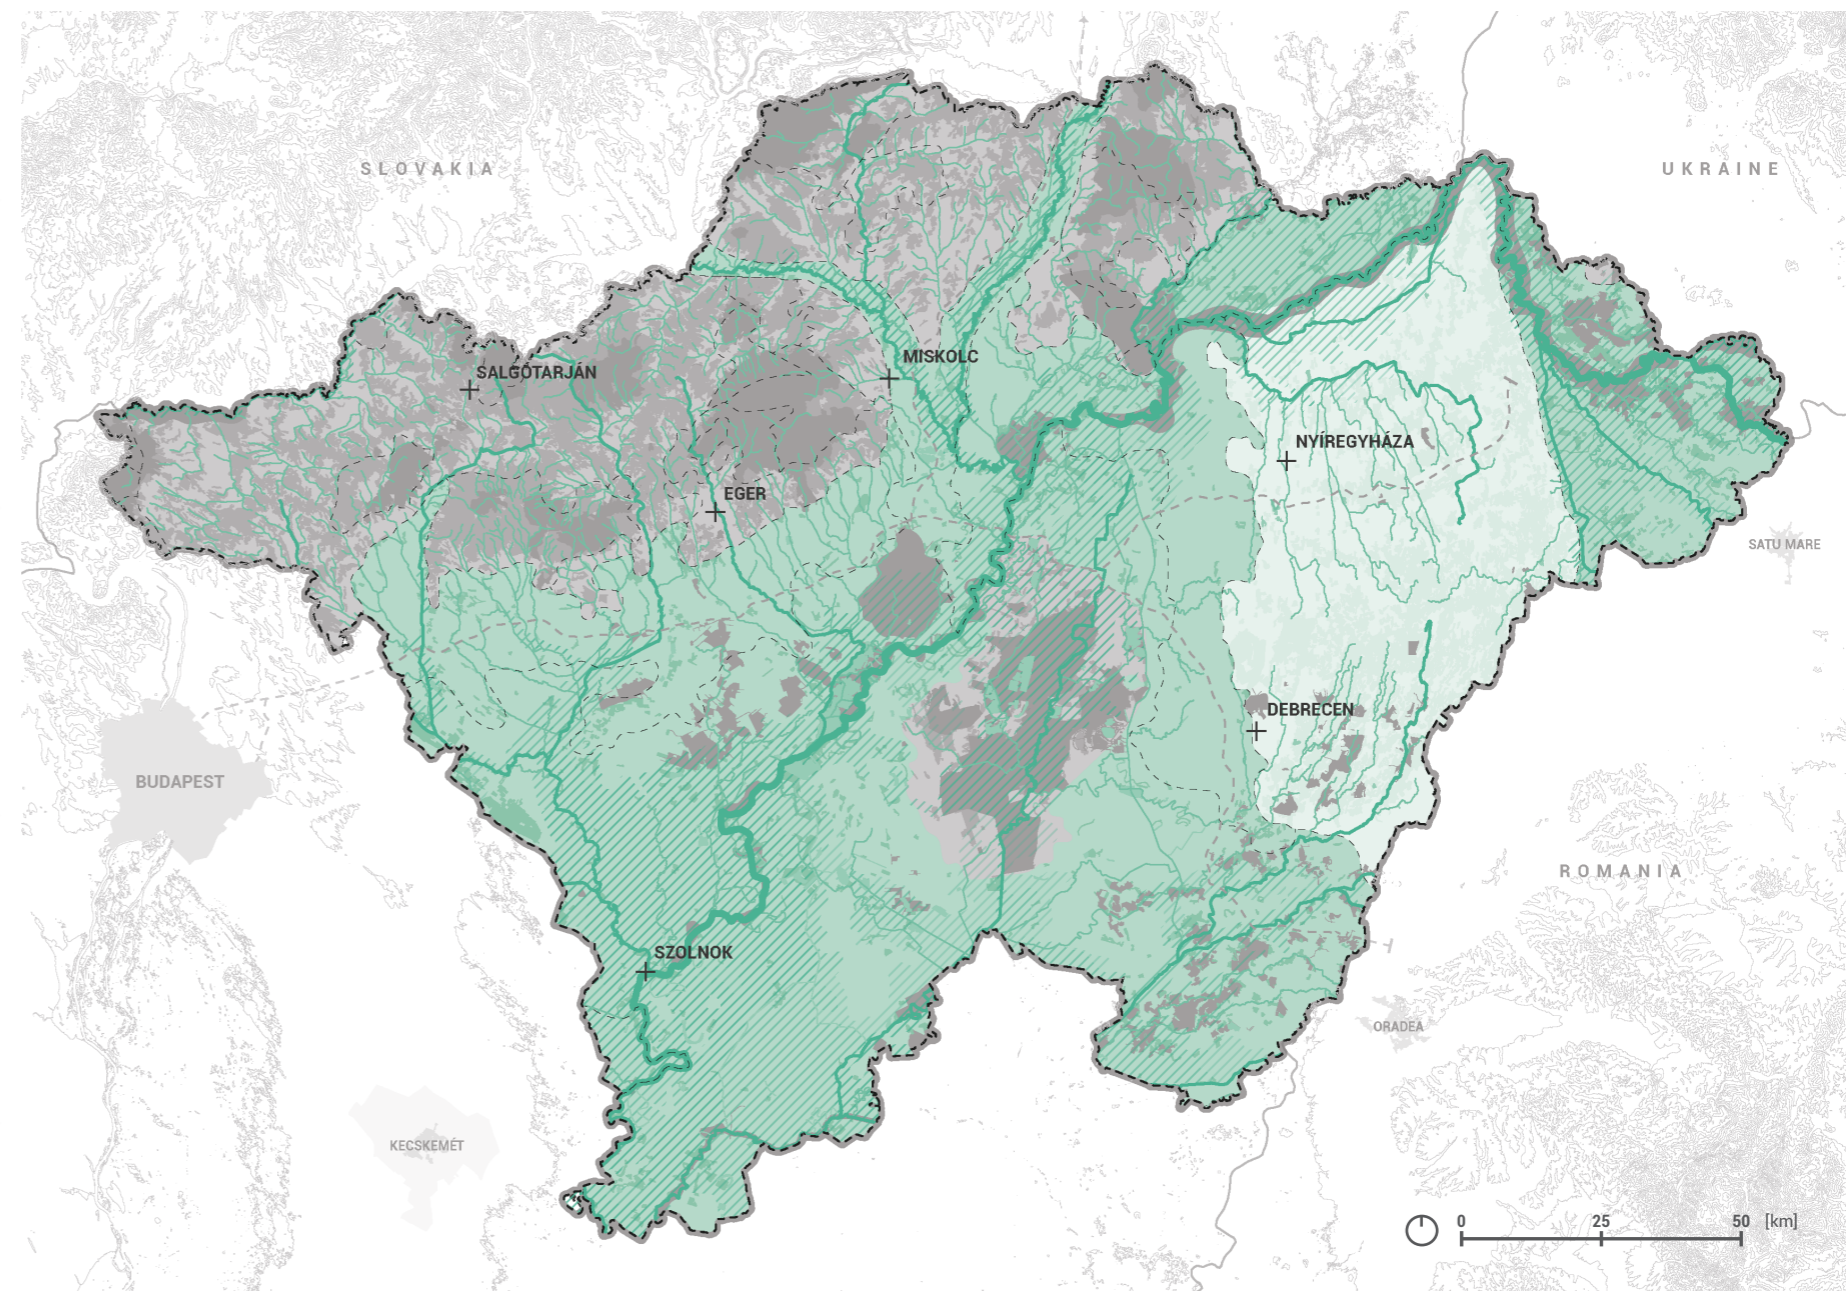 SLOVAKIA
UKRAINE
MISKOLC
SALGÓTARJÁN
NYÍREGYHÁZA
EGER
SATU MARE
DEBRECEN
BUDAPEST
ROMANIA
SZOLNOK
ORADEA
KECSKEMÉT
0 25 50 [km]